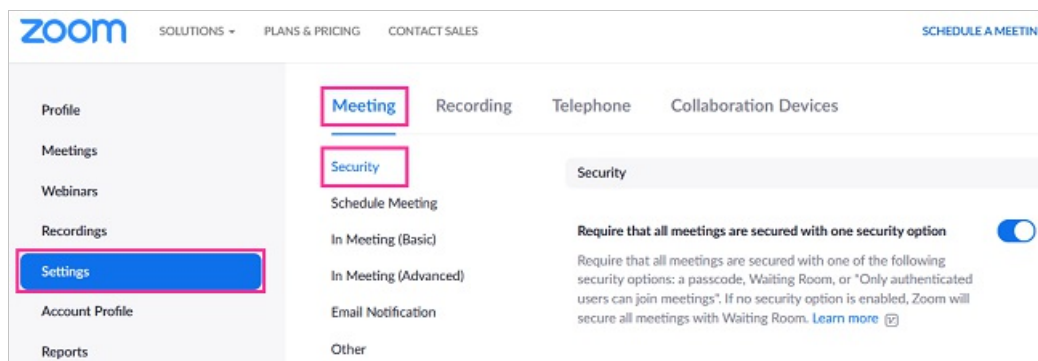 zoom SOLUTIONS PLANS & PRICING CONTACT SALES SCHEDULE A MEETIN
Profile
Meetings
Webinars
Recordings
Settings
Account Profile
Reports
Meeting Recording Telephone Collaboration Devices
Security
Schedule Meeting
In Meeting (Basic)
In Meeting (Advanced)
Email Notification
Other
Security
Require that all meetings are secured with one security option
Require that all meetings are secured with one of the following
security options: a passcode, Waiting Room, or "Only authenticated
users can join meetings". If no security option is enabled, Zoom will
secure all meetings with Waiting Room. Learn more